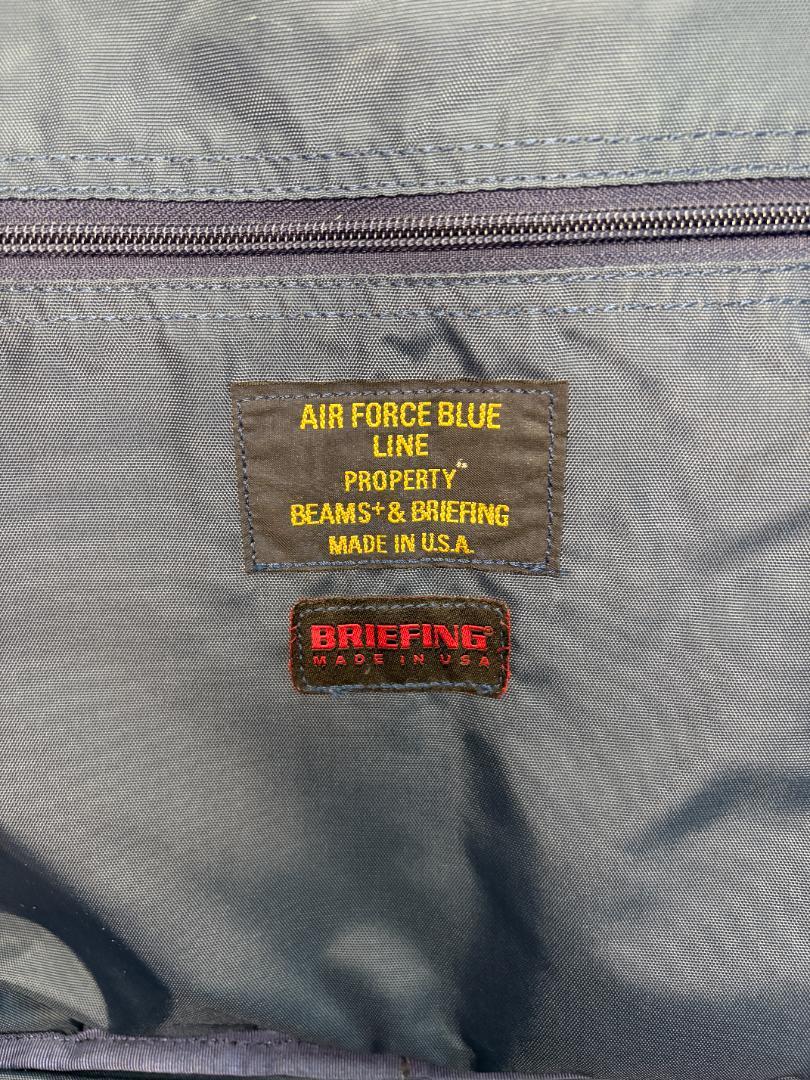 AIR FORCE BLUE
LINE
PROPERTY
BEAMS+ & BRIEFING
MADE IN U.S.A.
BRIEFING®
MADE IN USA